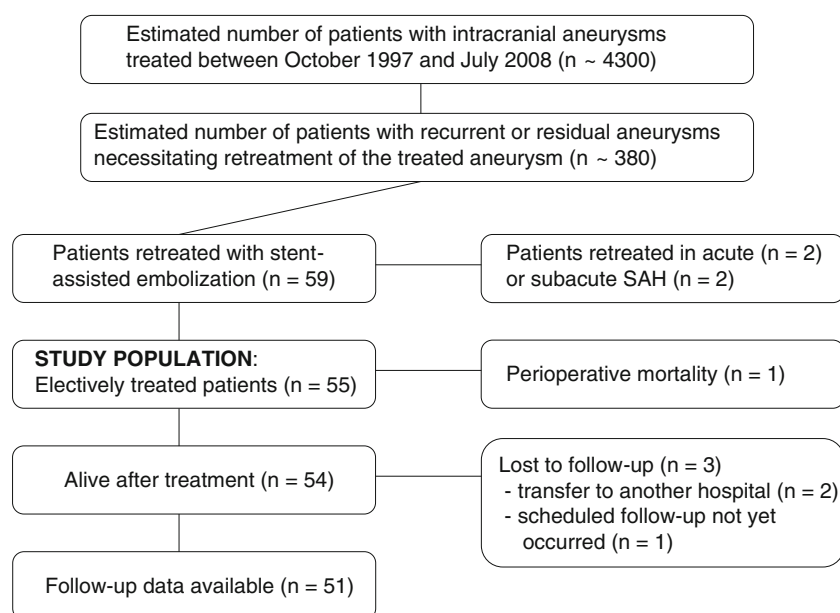 Estimated number of patients with intracranial aneurysms
treated between October 1997 and July 2008 (n ~ 4300)
Estimated number of patients with recurrent or residual aneurysms
necessitating retreatment of the treated aneurysm (n ~ 380)
Patients retreated with stent-
assisted embolization (n = 59)
Patients retreated in acute (n = 2)
or subacute SAH (n = 2)
STUDY POPULATION:
Electively treated patients (n = 55)
Perioperative mortality (n = 1)
Alive after treatment (n = 54)
Lost to follow-up (n = 3)
- transfer to another hospital (n = 2)
- scheduled follow-up not yet
occurred (n = 1)
Follow-up data available (n = 51)